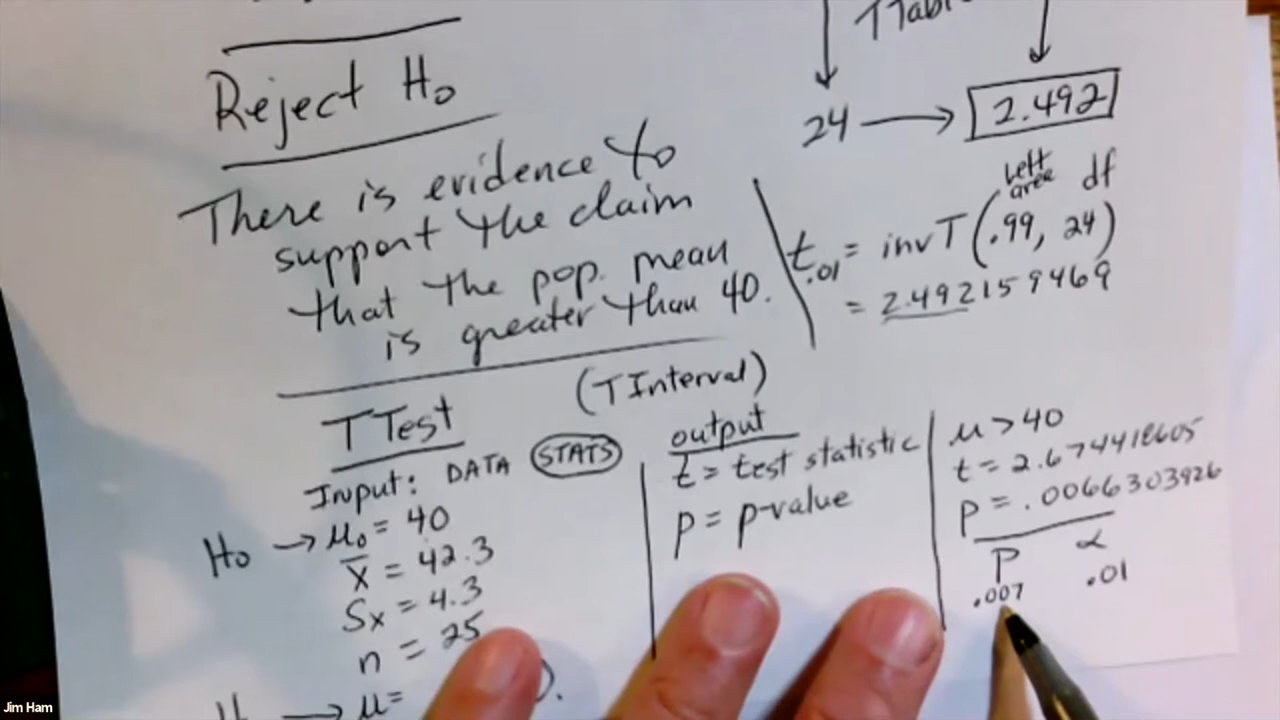 Reject H₀
There is evidence to
support the claim
that the pop. mean
is greater than 40.
T Table
24 → 2.492
Left area df
t.01 = invT(.99, 24)
= 2.492159469
TTest (TInterval)
Input: DATA STATS
H₀ → μ₀ = 40
x̄ = 42.3
Sx = 4.3
n = 25
→ μ =
output
t = test statistic
p = p-value
μ > 40
t = 2.674418605
p = .0066303926
P α
.007 .01
Jim Ham